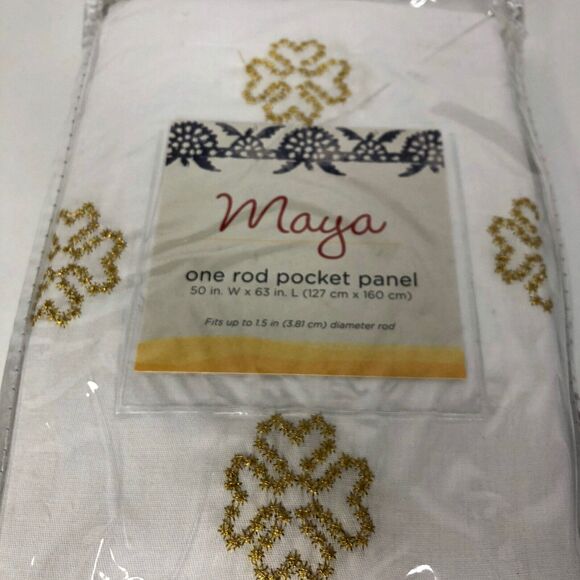 Maya
one rod pocket panel
50 in. W x 63 in. L (127 cm x 160 cm)
Fits up to 1.5 in (3.81 cm) diameter rod